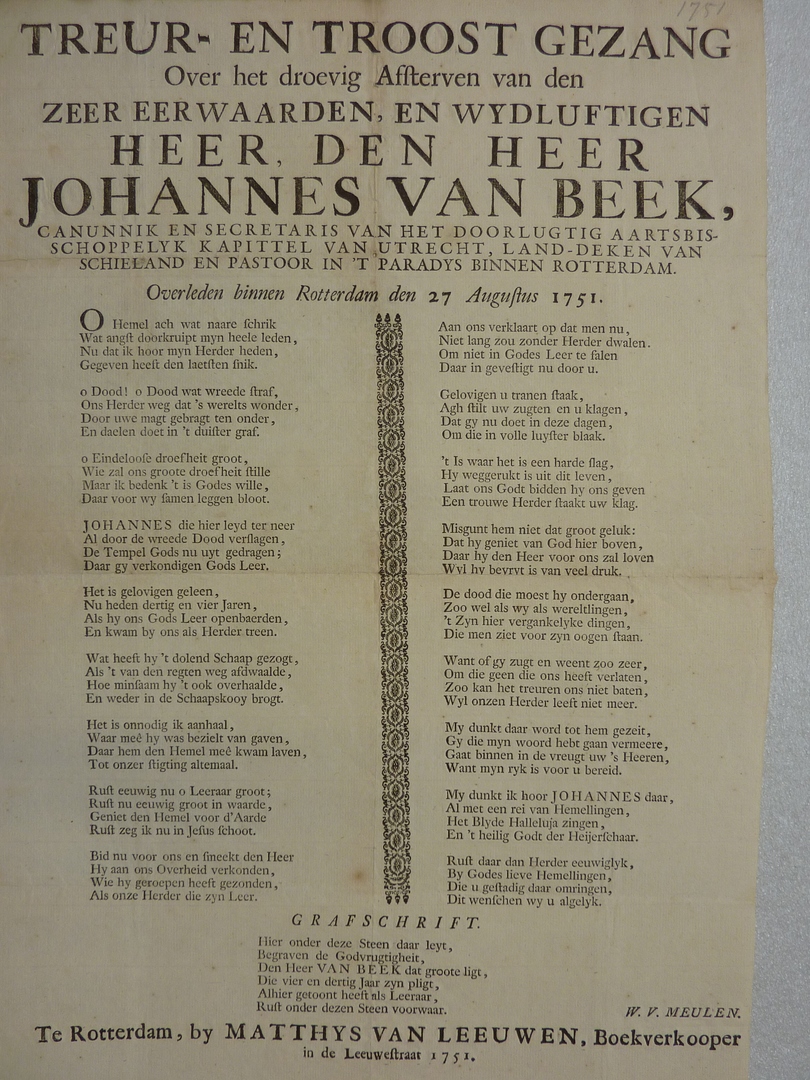 1751
TREUR- EN TROOST GEZANG
Over het droevig Afſterven van den
ZEER EERWAARDEN, EN WYDLUFTIGEN
HEER, DEN HEER
JOHANNES VAN BEEK,
CANUNNIK EN SECRETARIS VAN HET DOORLUGTIG AARTSBIS-
SCHOPPELYK KAPITTEL VAN UTRECHT, LAND-DEKEN VAN
SCHIELAND EN PASTOOR IN 'T PARADYS BINNEN ROTTERDAM.
Overleden binnen Rotterdam den 27 Auguſtus 1751.
O Hemel ach wat naare ſchrik
Wat angſt doorkruipt myn heele leden,
Nu dat ik hoor myn Herder heden,
Gegeven heeft den laetſten ſnik.
o Dood! o Dood wat wreede ſtraf,
Ons Herder weg dat 's werelts wonder,
Door uwe magt gebragt ten onder,
En daelen doet in 't duiſter graf.
o Eindelooſe droefheit groot,
Wie zal ons groote droefheit ſtille
Maar ik bedenk 't is Godes wille,
Daar voor wy ſamen leggen bloot.
JOHANNES die hier leyd ter neer
Al door de wreede Dood verſlagen,
De Tempel Gods nu uyt gedragen;
Daar gy verkondigen Gods Leer.
Het is gelovigen geleen,
Nu heden dertig en vier Jaren,
Als hy ons Gods Leer openbaerden,
En kwam by ons als Herder treen.
Wat heeft hy 't dolend Schaap gezogt,
Als 't van den regten weg afdwaalde,
Hoe minſaam hy 't ook overhaalde,
En weder in de Schaapskooy brogt.
Het is onnodig ik aanhaal,
Waar meê hy was bezielt van gaven,
Daar hem den Hemel meê kwam laven,
Tot onzer ſtigting altemaal.
Ruſt eeuwig nu o Leeraar groot;
Ruſt nu eeuwig groot in waarde,
Geniet den Hemel voor d'Aarde
Ruſt zeg ik nu in Jeſus ſchoot.
Bid nu voor ons en ſmeekt den Heer
Hy aan ons Overheid verkonden,
Wie hy geroepen heeft gezonden,
Als onze Herder die zyn Leer.
Aan ons verklaart op dat men nu,
Niet lang zou zonder Herder dwalen.
Om niet in Godes Leer te falen
Daar in geveſtigt nu door u.
Gelovigen u tranen ſtaak,
Agh ſtilt uw zugten en u klagen,
Dat gy nu doet in deze dagen,
Om die in volle luyſter blaak.
't Is waar het is een harde ſlag,
Hy weggerukt is uit dit leven,
Laat ons Godt bidden hy ons geven
Een trouwe Herder ſtaakt uw klag.
Misgunt hem niet dat groot geluk:
Dat hy geniet van God hier boven,
Daar hy den Heer voor ons zal loven
Wyl hy bevryt is van veel druk.
De dood die moest hy ondergaan,
Zoo wel als wy als wereltlingen,
't Zyn hier vergankelyke dingen,
Die men ziet voor zyn oogen ſtaan.
Want of gy zugt en weent zoo zeer,
Om die geen die ons heeft verlaten,
Zoo kan het treuren ons niet baten,
Wyl onzen Herder leeft niet meer.
My dunkt daar word tot hem gezeit,
Gy die myn woord hebt gaan vermeere,
Gaat binnen in de vreugt uw 's Heeren,
Want myn ryk is voor u bereid.
My dunkt ik hoor JOHANNES daar,
Al met een rei van Hemellingen,
Het Blyde Halleluja zingen,
En 't heilig Godt der Heijerſchaar.
Ruſt daar dan Herder eeuwiglyk,
By Godes lieve Hemellingen,
Die u geſtadig daar omringen,
Dit wenſchen wy u algelyk.
GRAFSCHRIFT.
Hier onder deze Steen daar leyt,
Begraven de Godvrugtigheit,
Den Heer VAN BEEK dat groote ligt,
Die vier en dertig Jaar zyn pligt,
Alhier getoont heeft als Leeraar,
Ruſt onder dezen Steen voorwaar.
W. V. MEULEN.
Te Rotterdam, by MATTHYS VAN LEEUWEN, Boekverkooper
in de Leeuweſtraat 1751.